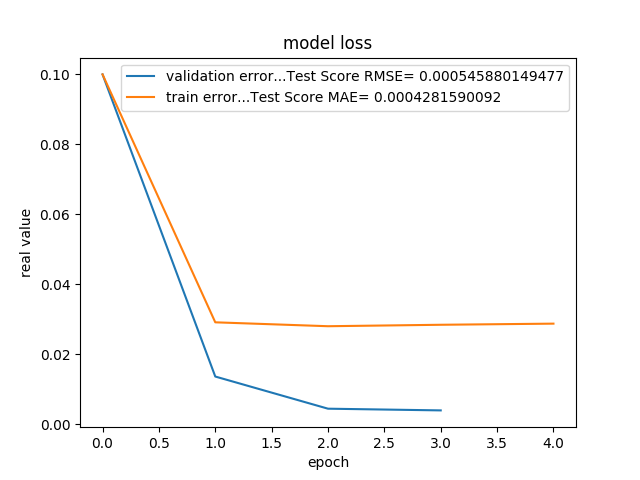 model loss
validation error...Test Score RMSE= 0.000545880149477
train error...Test Score MAE= 0.0004281590092
0.10
0.08
0.06
0.04
0.02
0.00
real value
0.0 0.5 1.0 1.5 2.0 2.5 3.0 3.5 4.0
epoch